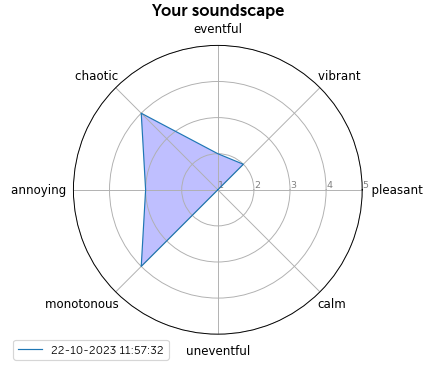 Your soundscape
eventful
chaotic
vibrant
annoying
1 2 3 4 5
pleasant
monotonous
calm
uneventful
22-10-2023 11:57:32